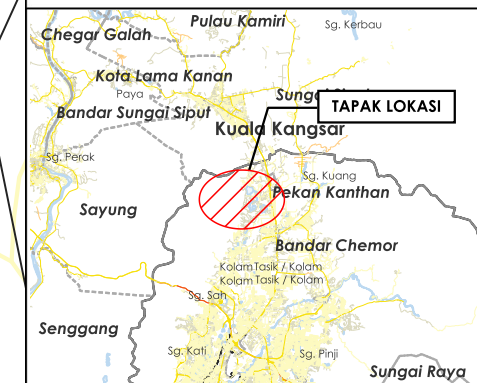 Pulau Kamiri
Sg. Kerbau
Chegar Galah
Kota Lama Kanan
Paya
TAPAK LOKASI
Bandar Sungai Siput
Kuala Kangsar
Sg. Perak
Sg. Kuang
Pekan Kanthan
Sayung
Bandar Chemor
Kolam Tasik / Kolam
Kolam Tasik / Kolam
Sg. Sah
Senggang
Sg. Kati
Sg. Pinji
Sungai Raya